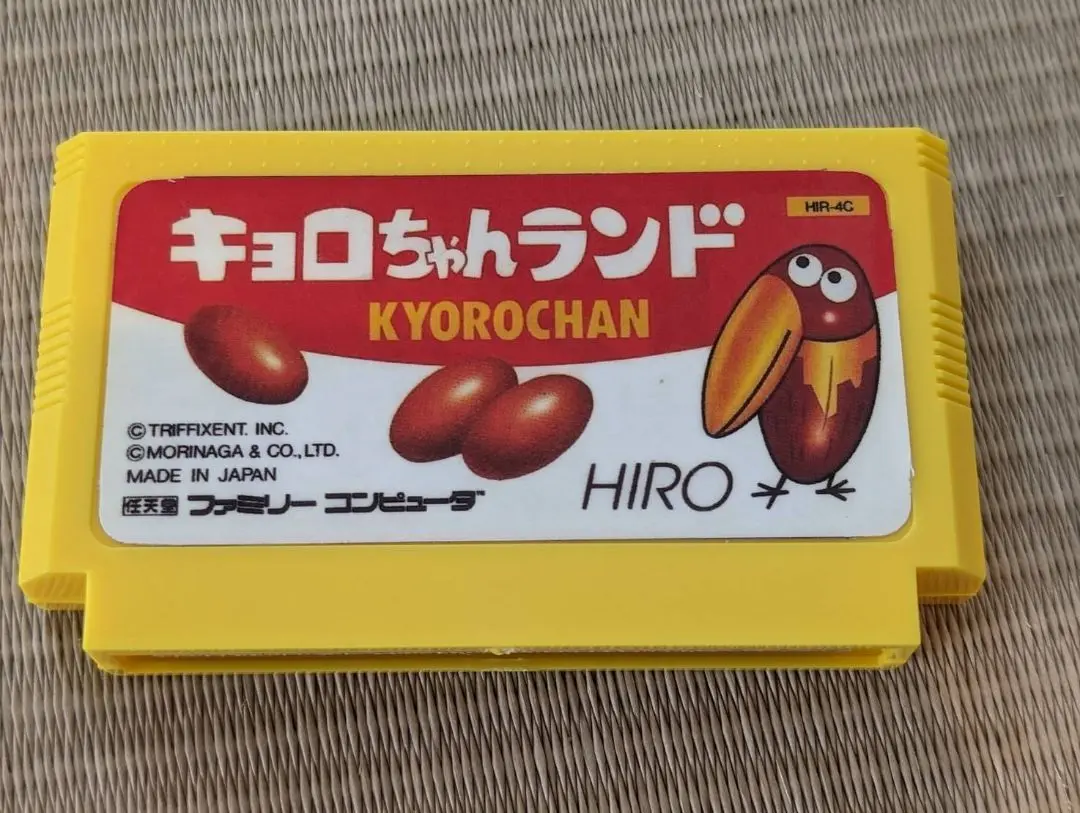 キョロちゃんランド
HIR-4C
KYOROCHAN
©TRIFFIXENT. INC.
©MORINAGA & CO., LTD.
MADE IN JAPAN
任天堂 ファミリー コンピュータ
HIRO